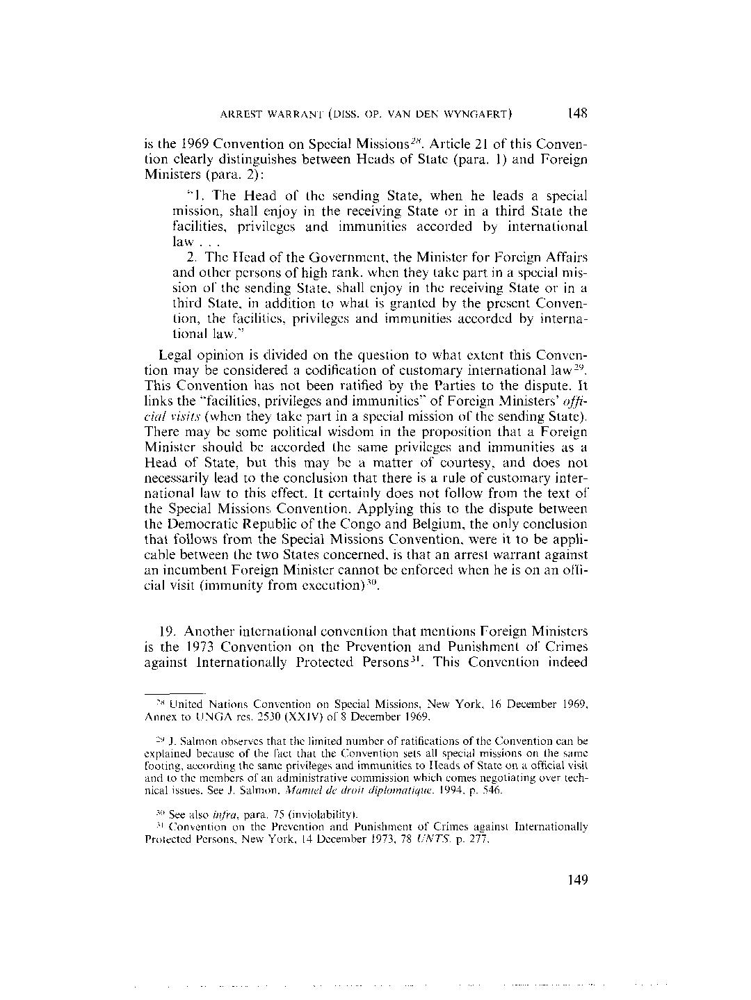 ARREST WARRANT (DISS. OP. VAN DEN WYNGAERT) 148
is the 1969 Convention on Special Missions²⁸. Article 21 of this Conven-
tion clearly distinguishes between Heads of State (para. 1) and Foreign
Ministers (para. 2):
“1. The Head of the sending State, when he leads a special
mission, shall enjoy in the receiving State or in a third State the
facilities, privileges and immunities accorded by international
law . . .
2. The Head of the Government, the Minister for Foreign Affairs
and other persons of high rank, when they take part in a special mis-
sion of the sending State, shall enjoy in the receiving State or in a
third State, in addition to what is granted by the present Conven-
tion, the facilities, privileges and immunities accorded by interna-
tional law.”
Legal opinion is divided on the question to what extent this Conven-
tion may be considered a codification of customary international law²⁹.
This Convention has not been ratified by the Parties to the dispute. It
links the “facilities, privileges and immunities” of Foreign Ministers’ offi-
cial visits (when they take part in a special mission of the sending State).
There may be some political wisdom in the proposition that a Foreign
Minister should be accorded the same privileges and immunities as a
Head of State, but this may be a matter of courtesy, and does not
necessarily lead to the conclusion that there is a rule of customary inter-
national law to this effect. It certainly does not follow from the text of
the Special Missions Convention. Applying this to the dispute between
the Democratic Republic of the Congo and Belgium, the only conclusion
that follows from the Special Missions Convention, were it to be appli-
cable between the two States concerned, is that an arrest warrant against
an incumbent Foreign Minister cannot be enforced when he is on an offi-
cial visit (immunity from execution)³⁰.
19. Another international convention that mentions Foreign Ministers
is the 1973 Convention on the Prevention and Punishment of Crimes
against Internationally Protected Persons³¹. This Convention indeed
²⁸ United Nations Convention on Special Missions, New York, 16 December 1969,
Annex to UNGA res. 2530 (XXIV) of 8 December 1969.
²⁹ J. Salmon observes that the limited number of ratifications of the Convention can be
explained because of the fact that the Convention sets all special missions on the same
footing, according the same privileges and immunities to Heads of State on a official visit
and to the members of an administrative commission which comes negotiating over tech-
nical issues. See J. Salmon, Manuel de droit diplomatique, 1994, p. 546.
³⁰ See also infra, para. 75 (inviolability).
³¹ Convention on the Prevention and Punishment of Crimes against Internationally
Protected Persons, New York, 14 December 1973, 78 UNTS, p. 277.
149